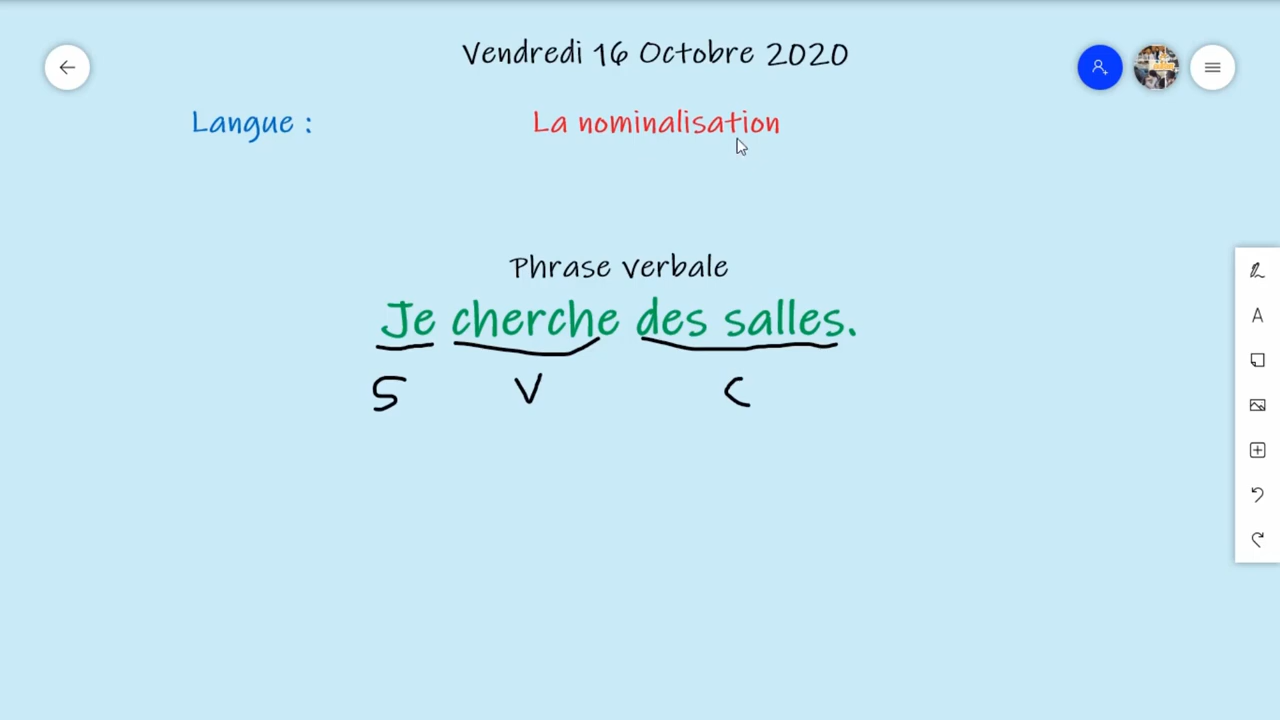 Vendredi 16 Octobre 2020
Langue : La nominalisation
Phrase verbale
Je cherche des salles.
S V C
A